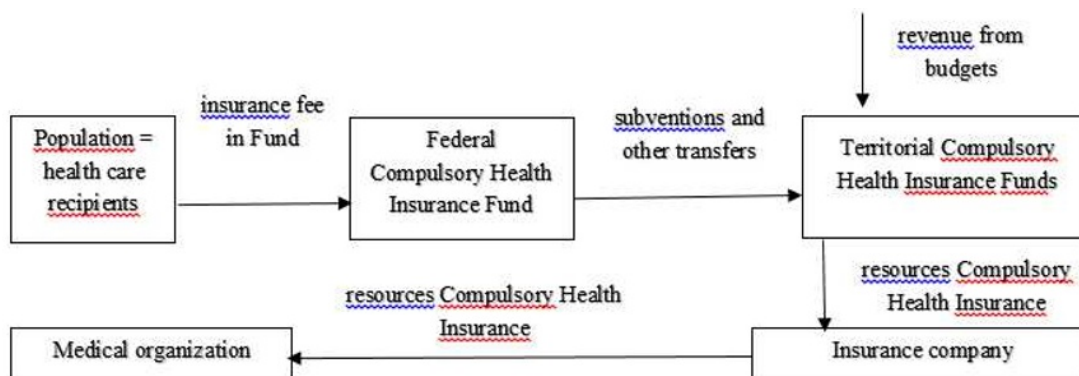 revenue from
budgets
insurance fee
in Fund
subventions and
other transfers
Population =
health care
recipients
Federal
Compulsory Health
Insurance Fund
Territorial Compulsory
Health Insurance Funds
resources Compulsory Health
Insurance
resources Compulsory
Health Insurance
Medical organization
Insurance company